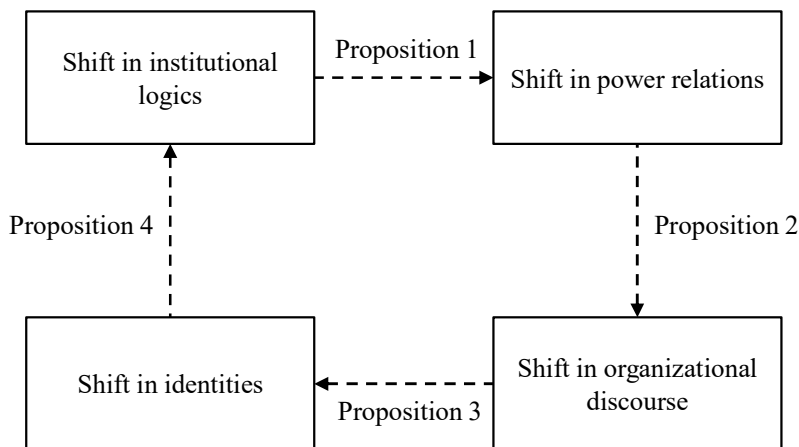 Shift in institutional
logics
Proposition 1
Shift in power relations
Proposition 4
Proposition 2
Shift in identities
Proposition 3
Shift in organizational
discourse